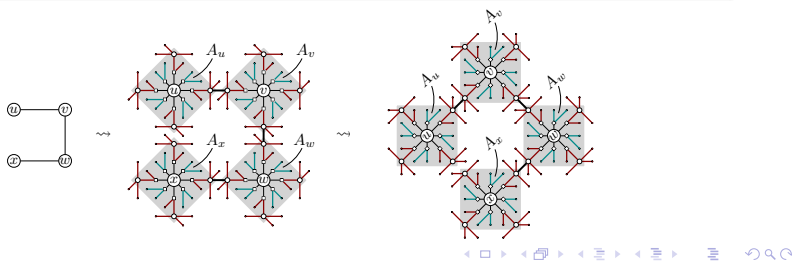 u v
x w
⇝
A_u A_v
u v
A_x A_w
x w
⇝
A_v
v
A_u A_w
u w
A_x
x